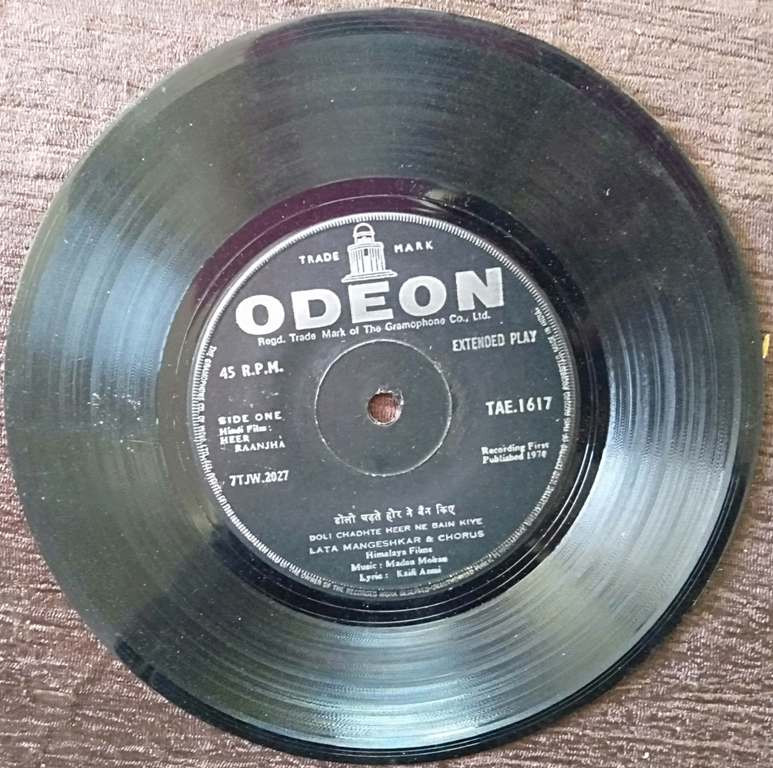 TRADE MARK
ODEON
Regd. Trade Mark of The Gramophone Co., Ltd.
EXTENDED PLAY
45 R.P.M.
TAE.1617
SIDE ONE
Hindi Film :
HEER
RAANJHA
Recording First
Published 1970
7TJW.2027
डोली चढ़ते हीर ने बैन किए
DOLI CHADHTE HEER NE BAIN KIYE
LATA MANGESHKAR & CHORUS
Himalaya Films
Music : Madan Mohan
Lyric : Kaifi Azmi